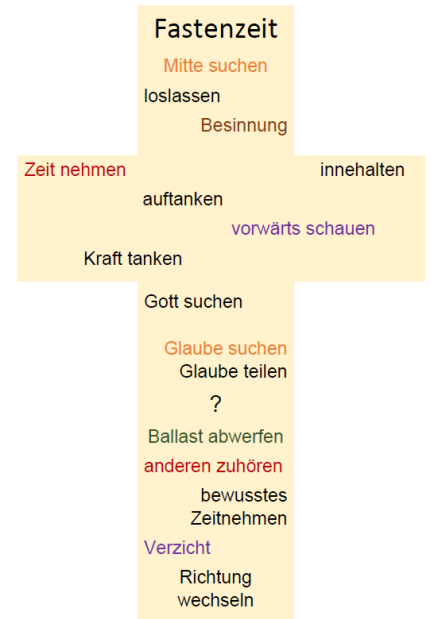 Fastenzeit
Mitte suchen
loslassen
Besinnung
Zeit nehmen
innehalten
auftanken
vorwärts schauen
Kraft tanken
Gott suchen
Glaube suchen
Glaube teilen
?
Ballast abwerfen
anderen zuhören
bewusstes
Zeitnehmen
Verzicht
Richtung
wechseln